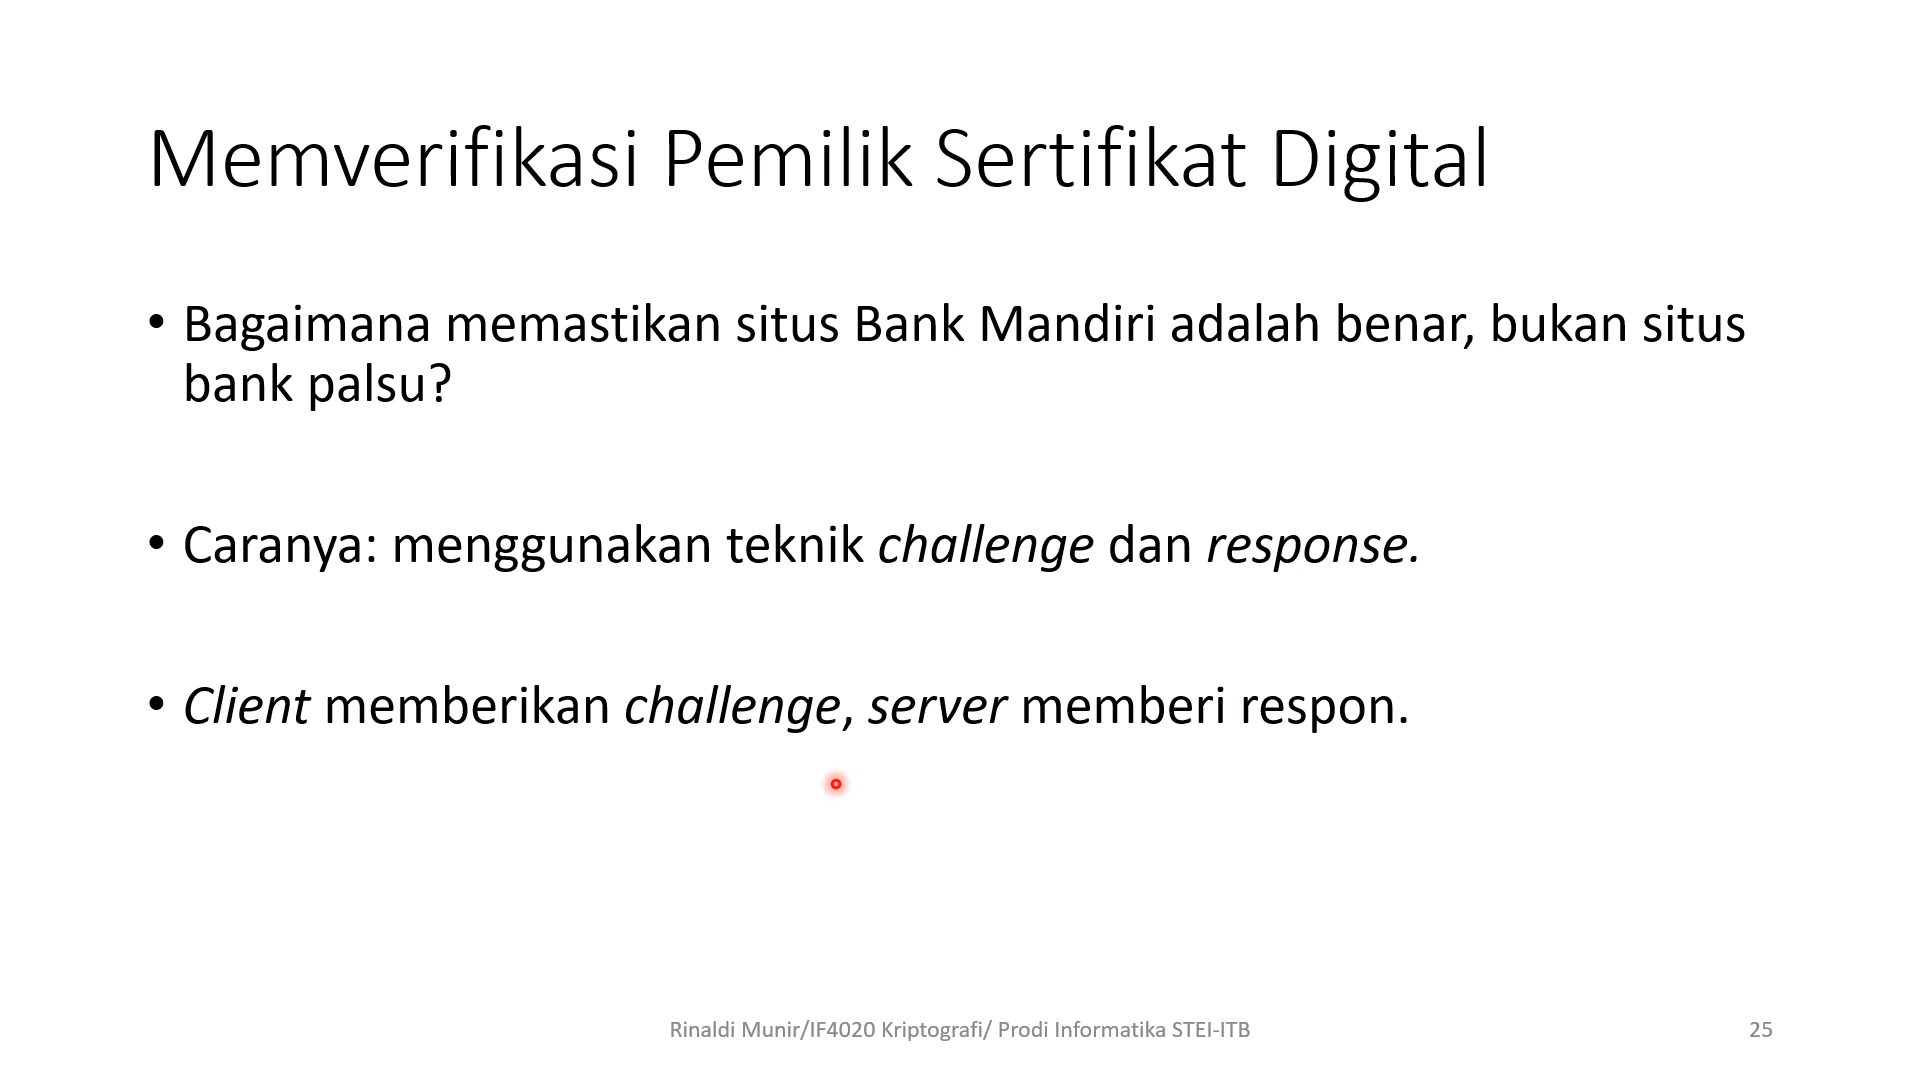 Memverifikasi Pemilik Sertifikat Digital
• Bagaimana memastikan situs Bank Mandiri adalah benar, bukan situs
bank palsu?
• Caranya: menggunakan teknik challenge dan response.
• Client memberikan challenge, server memberi respon.
Rinaldi Munir/IF4020 Kriptografi/ Prodi Informatika STEI-ITB
25